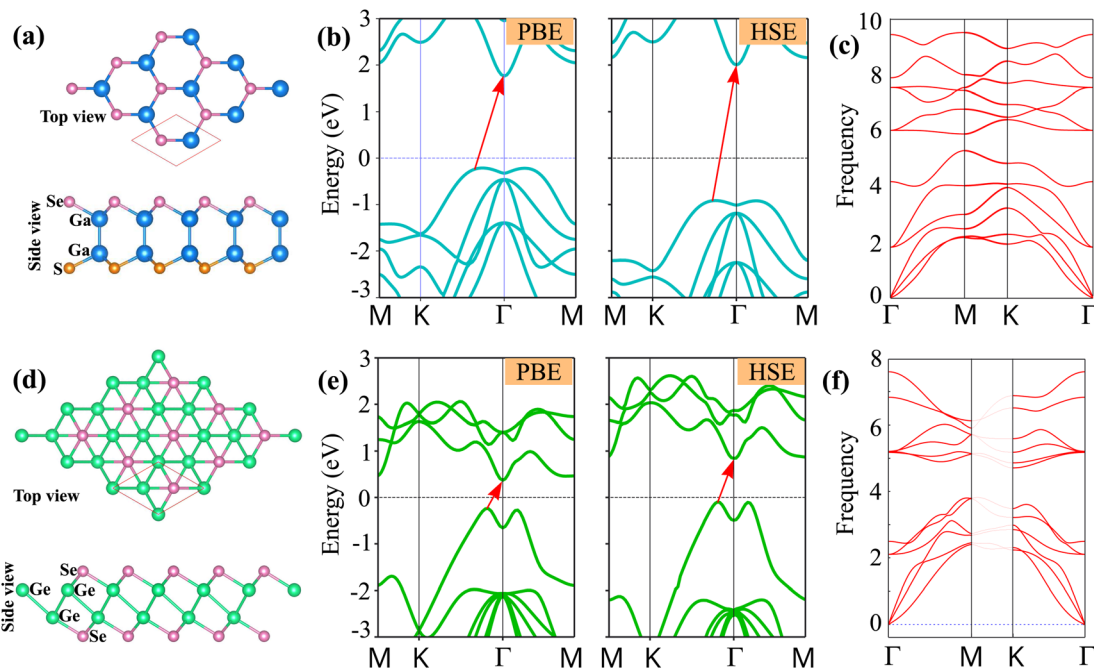 (a)
Top view
Side view
Se
Ga
Ga
S
(b)
PBE
HSE
Energy (eV)
3
2
1
0
-1
-2
-3
M K Γ M
M K Γ M
(c)
Frequency
10
8
6
4
2
0
Γ M K Γ
(d)
Top view
Side view
Se
Ge Ge
Ge
Se
(e)
PBE
HSE
Energy (eV)
3
2
1
0
-1
-2
-3
M K Γ M
M K Γ M
(f)
Frequency
8
6
4
2
0
Γ M K Γ